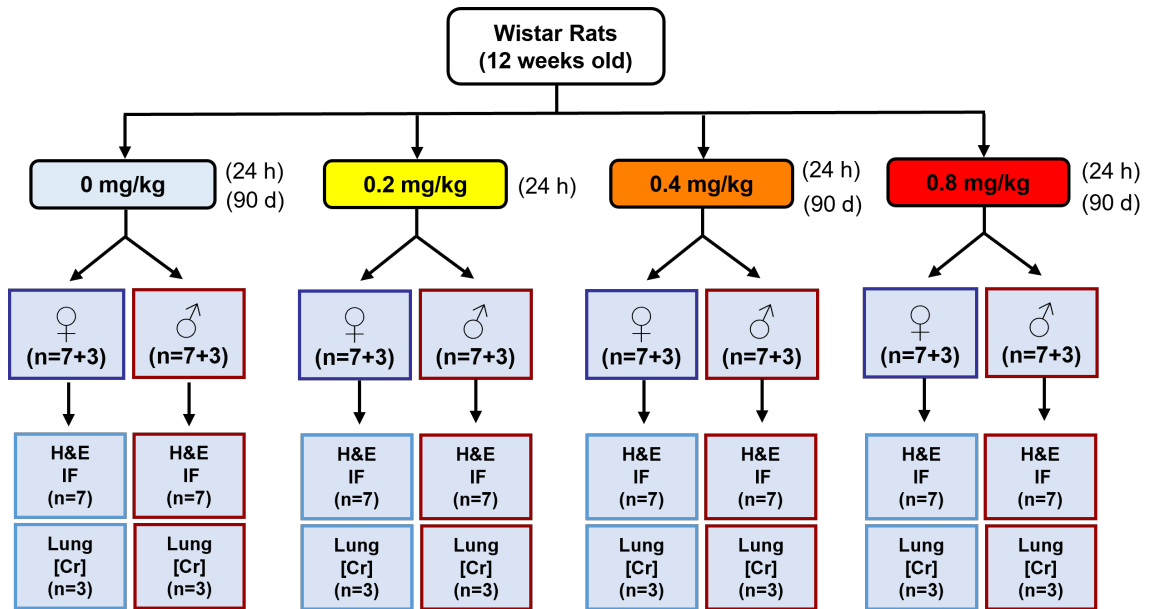 Wistar Rats
(12 weeks old)
0 mg/kg
(24 h)
(90 d)
0.2 mg/kg
(24 h)
0.4 mg/kg
(24 h)
(90 d)
0.8 mg/kg
(24 h)
(90 d)
♀
(n=7+3)
♂
(n=7+3)
♀
(n=7+3)
♂
(n=7+3)
♀
(n=7+3)
♂
(n=7+3)
♀
(n=7+3)
♂
(n=7+3)
H&E
IF
(n=7)
H&E
IF
(n=7)
H&E
IF
(n=7)
H&E
IF
(n=7)
H&E
IF
(n=7)
H&E
IF
(n=7)
H&E
IF
(n=7)
H&E
IF
(n=7)
Lung
[Cr]
(n=3)
Lung
[Cr]
(n=3)
Lung
[Cr]
(n=3)
Lung
[Cr]
(n=3)
Lung
[Cr]
(n=3)
Lung
[Cr]
(n=3)
Lung
[Cr]
(n=3)
Lung
[Cr]
(n=3)